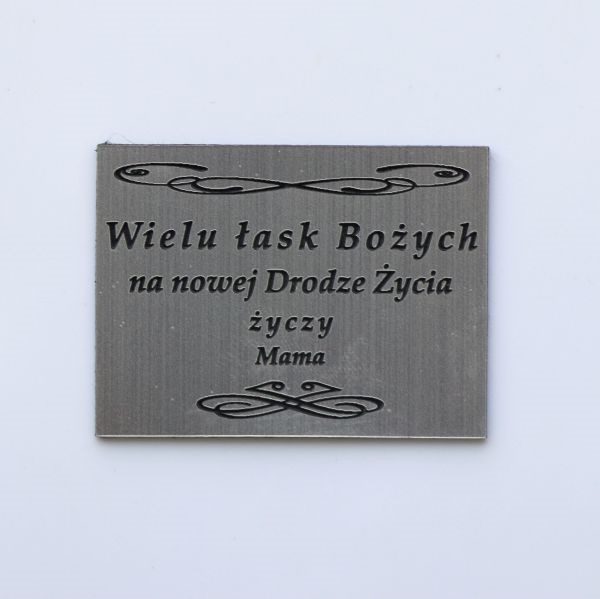 Wielu łask Bożych
na nowej Drodze Życia
życzy
Mama